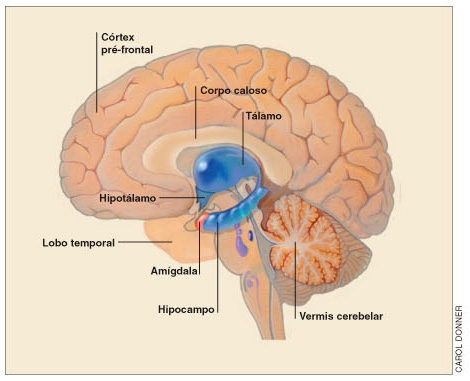 Córtex
pré-frontal
Corpo caloso
Tálamo
Hipotálamo
Lobo temporal
Amígdala
Hipocampo
Vermis cerebelar
CAROL DONNER